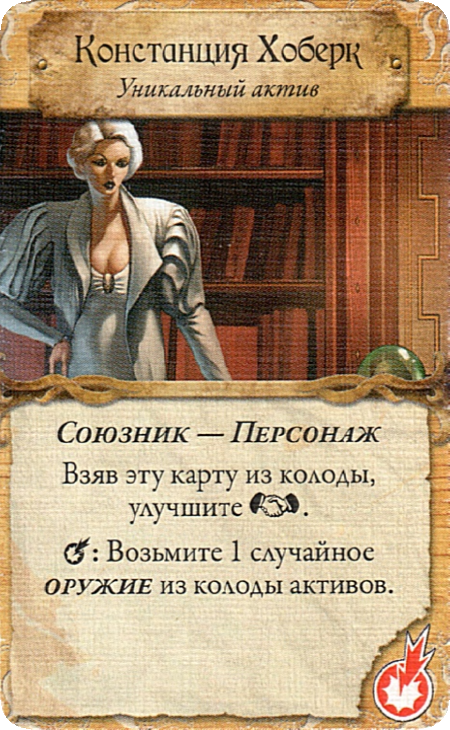 Констанция Хоберк
Уникальный актив
Союзник — Персонаж
Взяв эту карту из колоды,
улучшите .
: Возьмите 1 случайное
оружие из колоды активов.